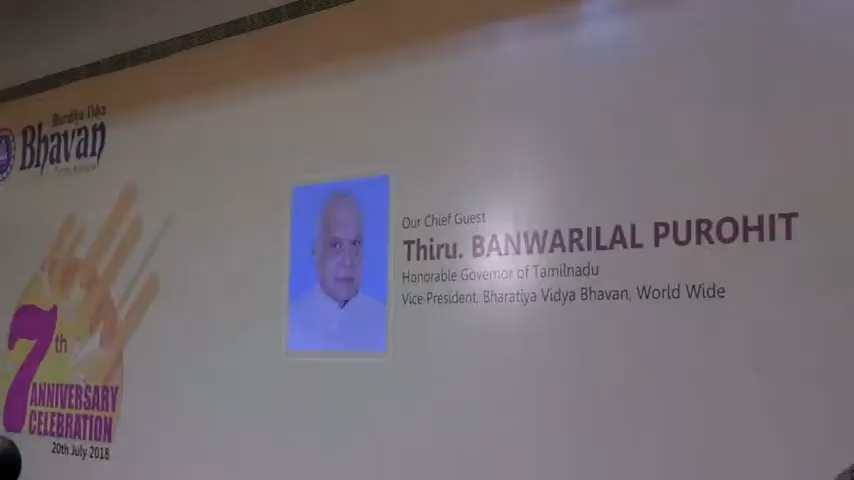 Bharatiya Vidya
Bhavan
Our Chief Guest
Thiru. BANWARILAL PUROHIT
Honorable Governor of Tamilnadu
Vice President, Bharatiya Vidya Bhavan, World Wide
7th
ANNIVERSARY
CELEBRATION
20th July 2018